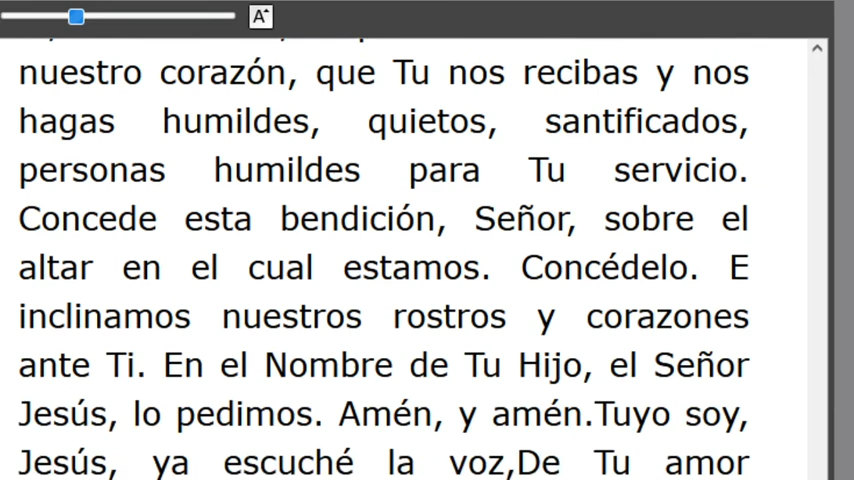 A
nuestro corazón, que Tu nos recibas y nos
hagas humildes, quietos, santificados,
personas humildes para Tu servicio.
Concede esta bendición, Señor, sobre el
altar en el cual estamos. Concédelo. E
inclinamos nuestros rostros y corazones
ante Ti. En el Nombre de Tu Hijo, el Señor
Jesús, lo pedimos. Amén, y amén.Tuyo soy,
Jesús, ya escuché la voz,De Tu amor